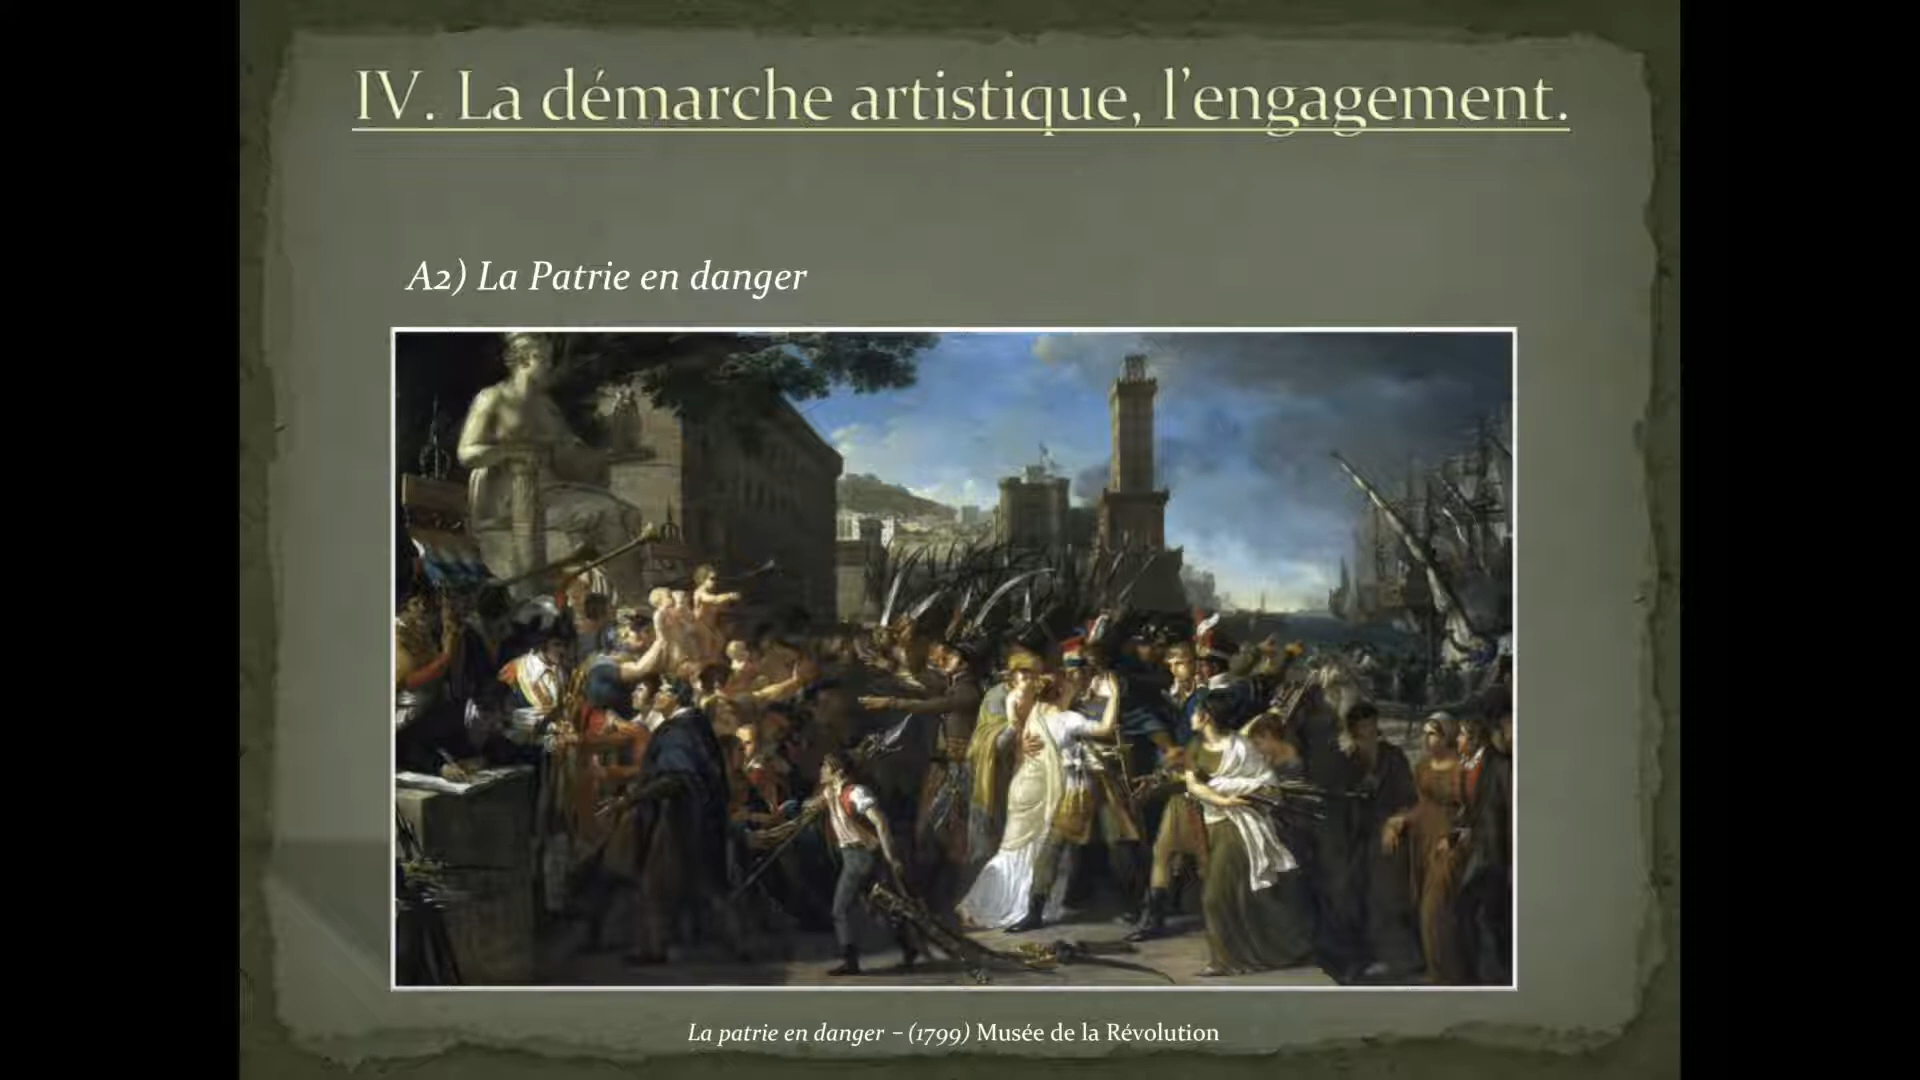 IV. La démarche artistique, l'engagement.
A2) La Patrie en danger
La patrie en danger – (1799) Musée de la Révolution